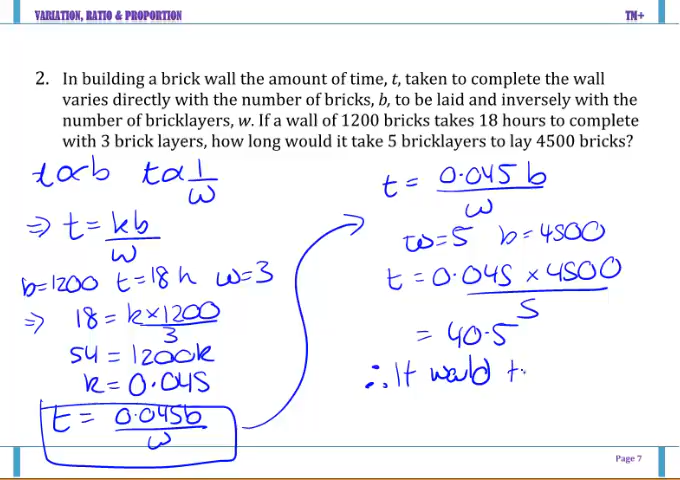 VARIATION, RATIO & PROPORTION
TM+
2. In building a brick wall the amount of time, t, taken to complete the wall
varies directly with the number of bricks, b, to be laid and inversely with the
number of bricklayers, w. If a wall of 1200 bricks takes 18 hours to complete
with 3 brick layers, how long would it take 5 bricklayers to lay 4500 bricks?
t α b t α 1/w
⇒ t = kb/w
b=1200 t=18h w=3
⇒ 18 = k×1200/3
54 = 1200k
k = 0.045
t = 0.045b/w
t = 0.045b/w
w=5 b=4500
t = 0.045 × 4500/5
= 40.5
∴ It would t
Page 7